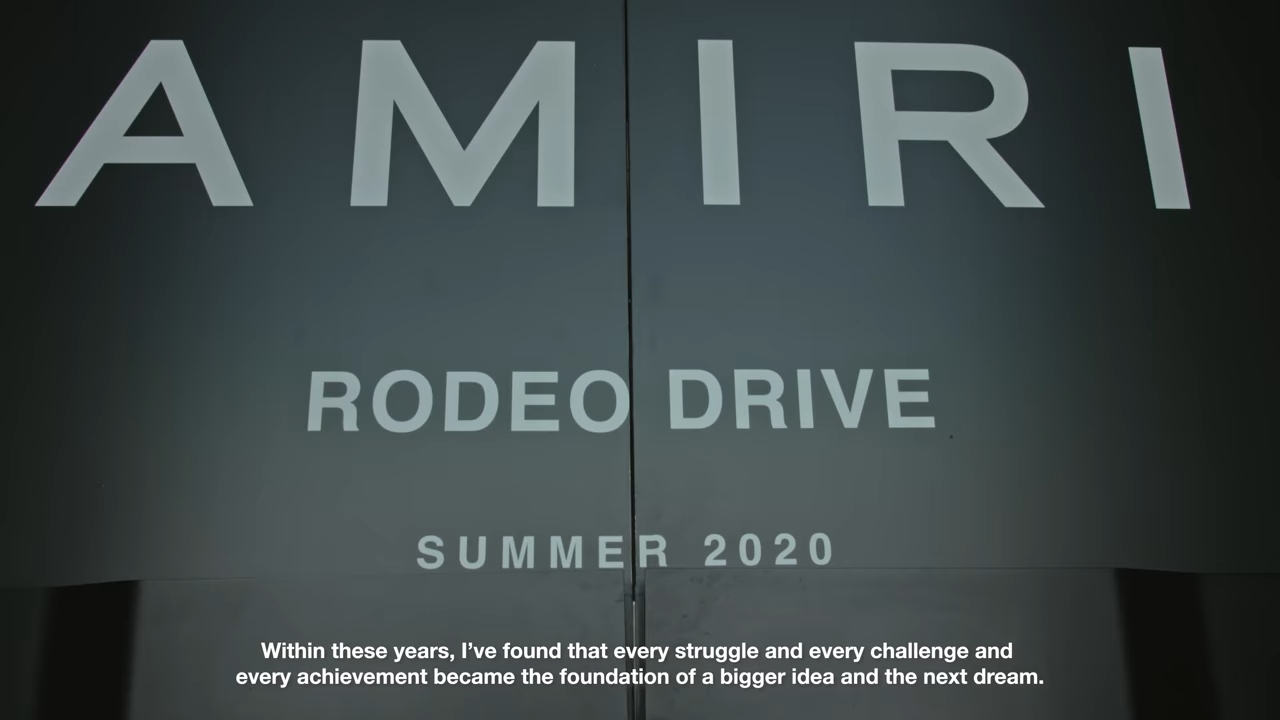 AMIRI
RODEO DRIVE
SUMMER 2020
Within these years, I've found that every struggle and every challenge and
every achievement became the foundation of a bigger idea and the next dream.